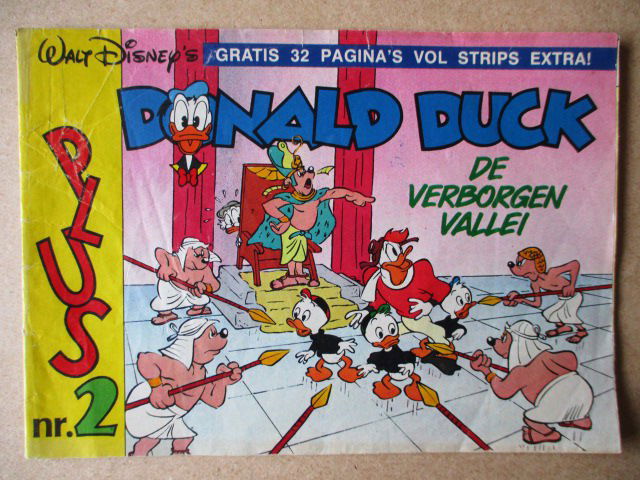 WALT DISNEY'S
GRATIS 32 PAGINA'S VOL STRIPS EXTRA!
DONALD DUCK
DE
VERBORGEN
VALLEI
PLUS
nr.2